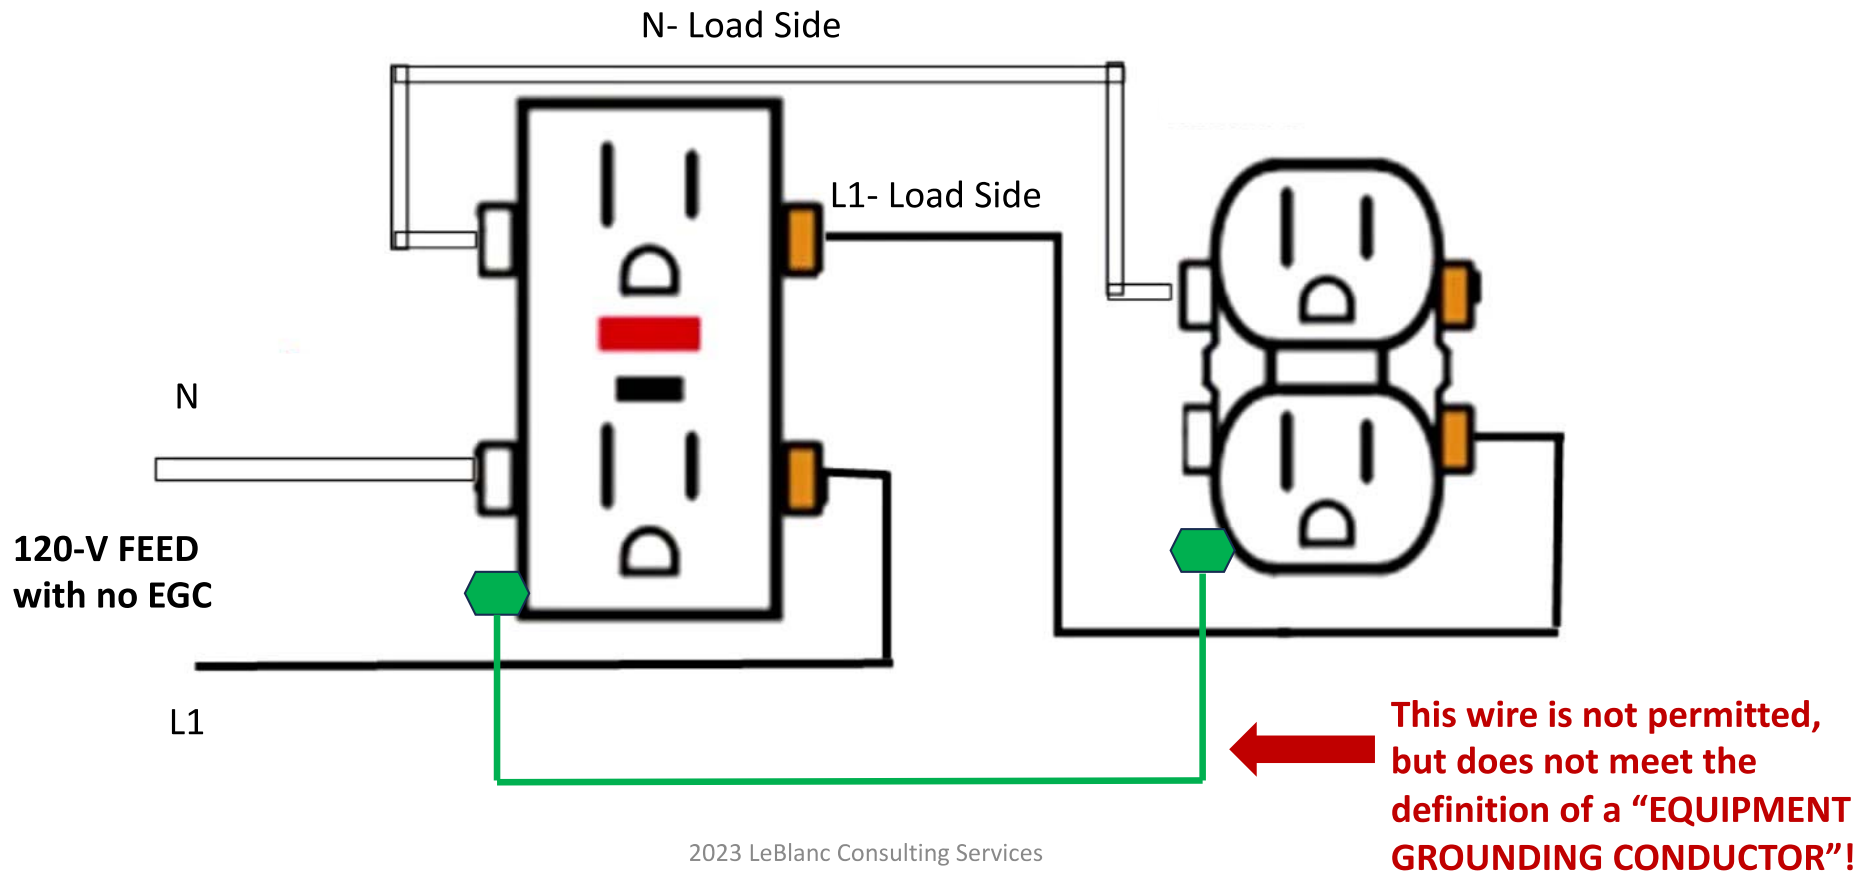 N- Load Side
L1- Load Side
N
120-V FEED
with no EGC
L1
This wire is not permitted,
but does not meet the
definition of a “EQUIPMENT
GROUNDING CONDUCTOR”!
2023 LeBlanc Consulting Services